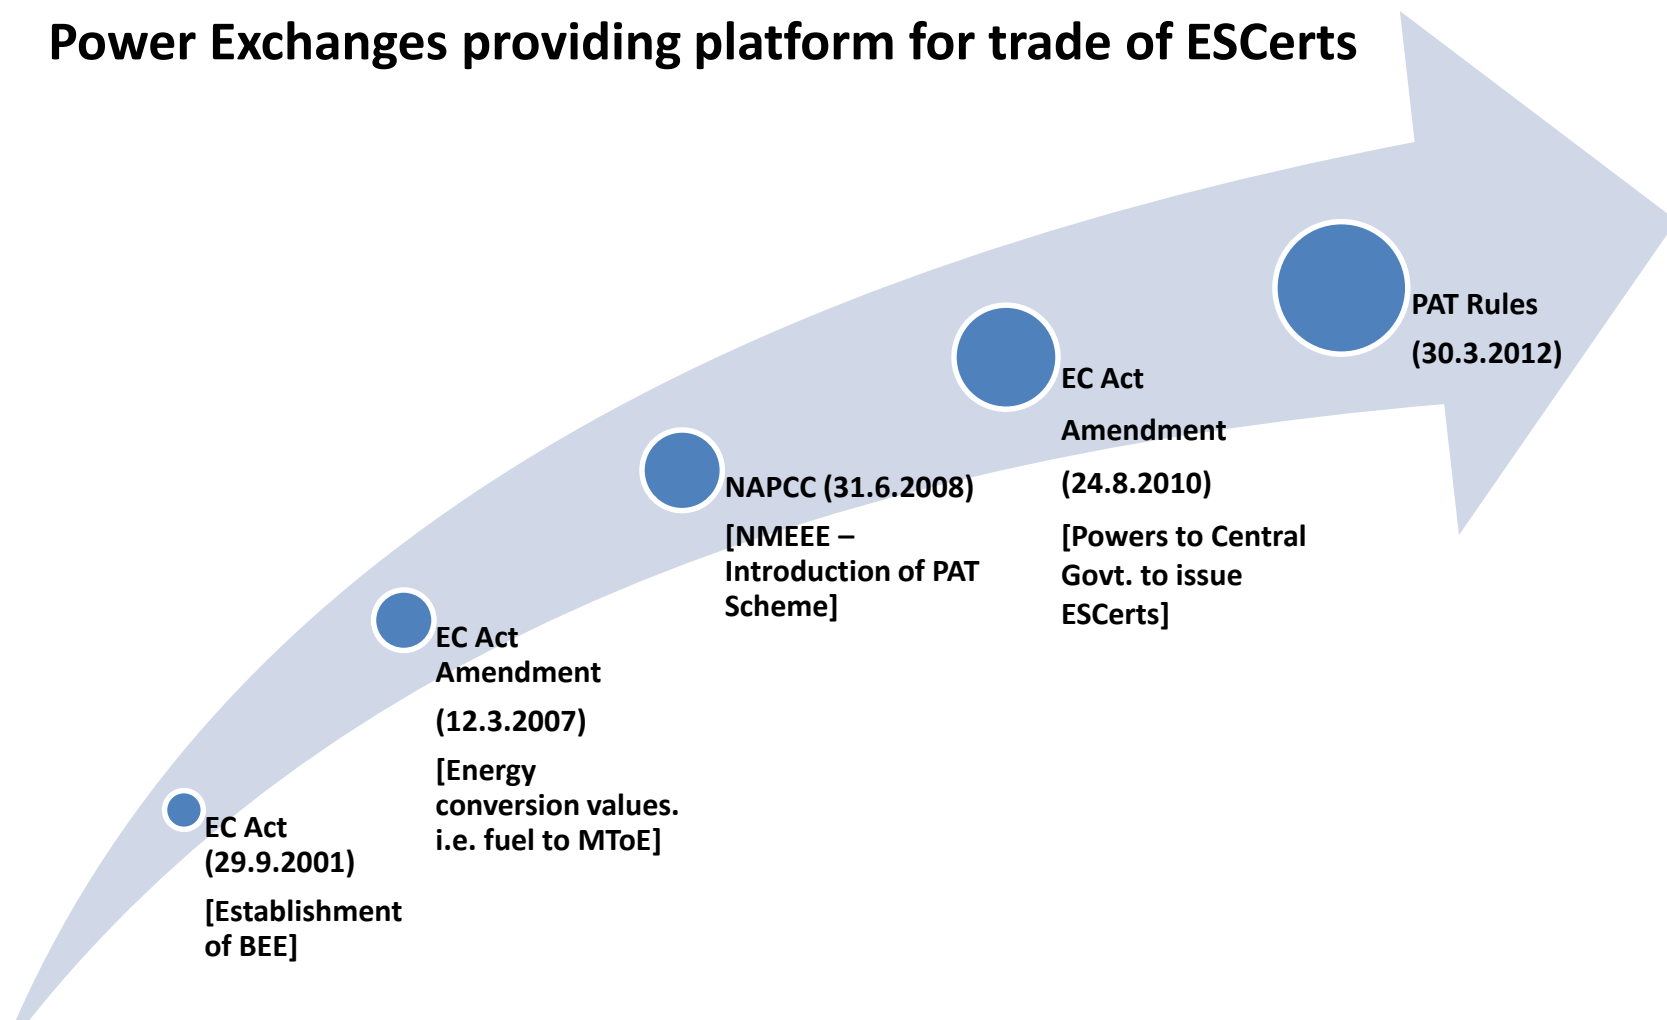 Power Exchanges providing platform for trade of ESCerts
EC Act
(29.9.2001)
[Establishment
of BEE]
EC Act
Amendment
(12.3.2007)
[Energy
conversion values.
i.e. fuel to MToE]
NAPCC (31.6.2008)
[NMEEE –
Introduction of PAT
Scheme]
EC Act
Amendment
(24.8.2010)
[Powers to Central
Govt. to issue
ESCerts]
PAT Rules
(30.3.2012)